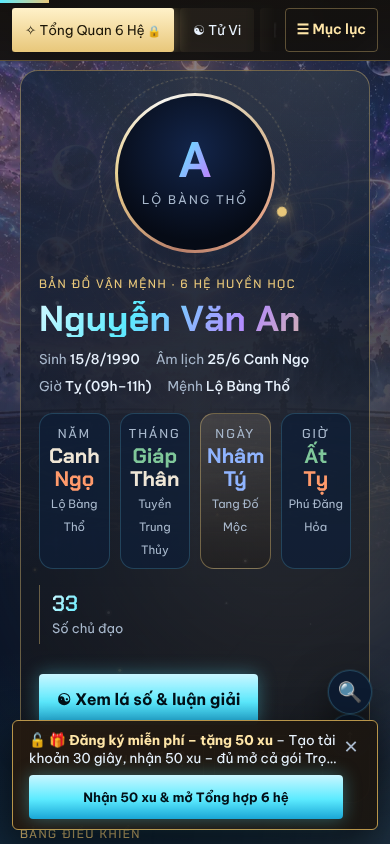 ✧ Tổng Quan 6 Hệ 🔒 ☯ Tử Vi ☰ Mục lục
A
LỘ BÀNG THỔ
BẢN ĐỒ VẬN MỆNH · 6 HỆ HUYỀN HỌC
Nguyễn Văn An
Sinh 15/8/1990 Âm lịch 25/6 Canh Ngọ
Giờ Tỵ (09h–11h) Mệnh Lộ Bàng Thổ
NĂM THÁNG NGÀY GIỜ
Canh Giáp Nhâm Ất
Ngọ Thân Tý Tỵ
Lộ Bàng Tuyền Tang Đố Phú Đăng
Thổ Trung Mộc Hỏa
Thủy
33
Số chủ đạo
☯ Xem lá số & luận giải
🔍
🔓 🎁 Đăng ký miễn phí – tặng 50 xu – Tạo tài
khoản 30 giây, nhận 50 xu – đủ mở cả gói Trọ... ✕
Nhận 50 xu & mở Tổng hợp 6 hệ
BẢNG ĐIỀU KHIỂN